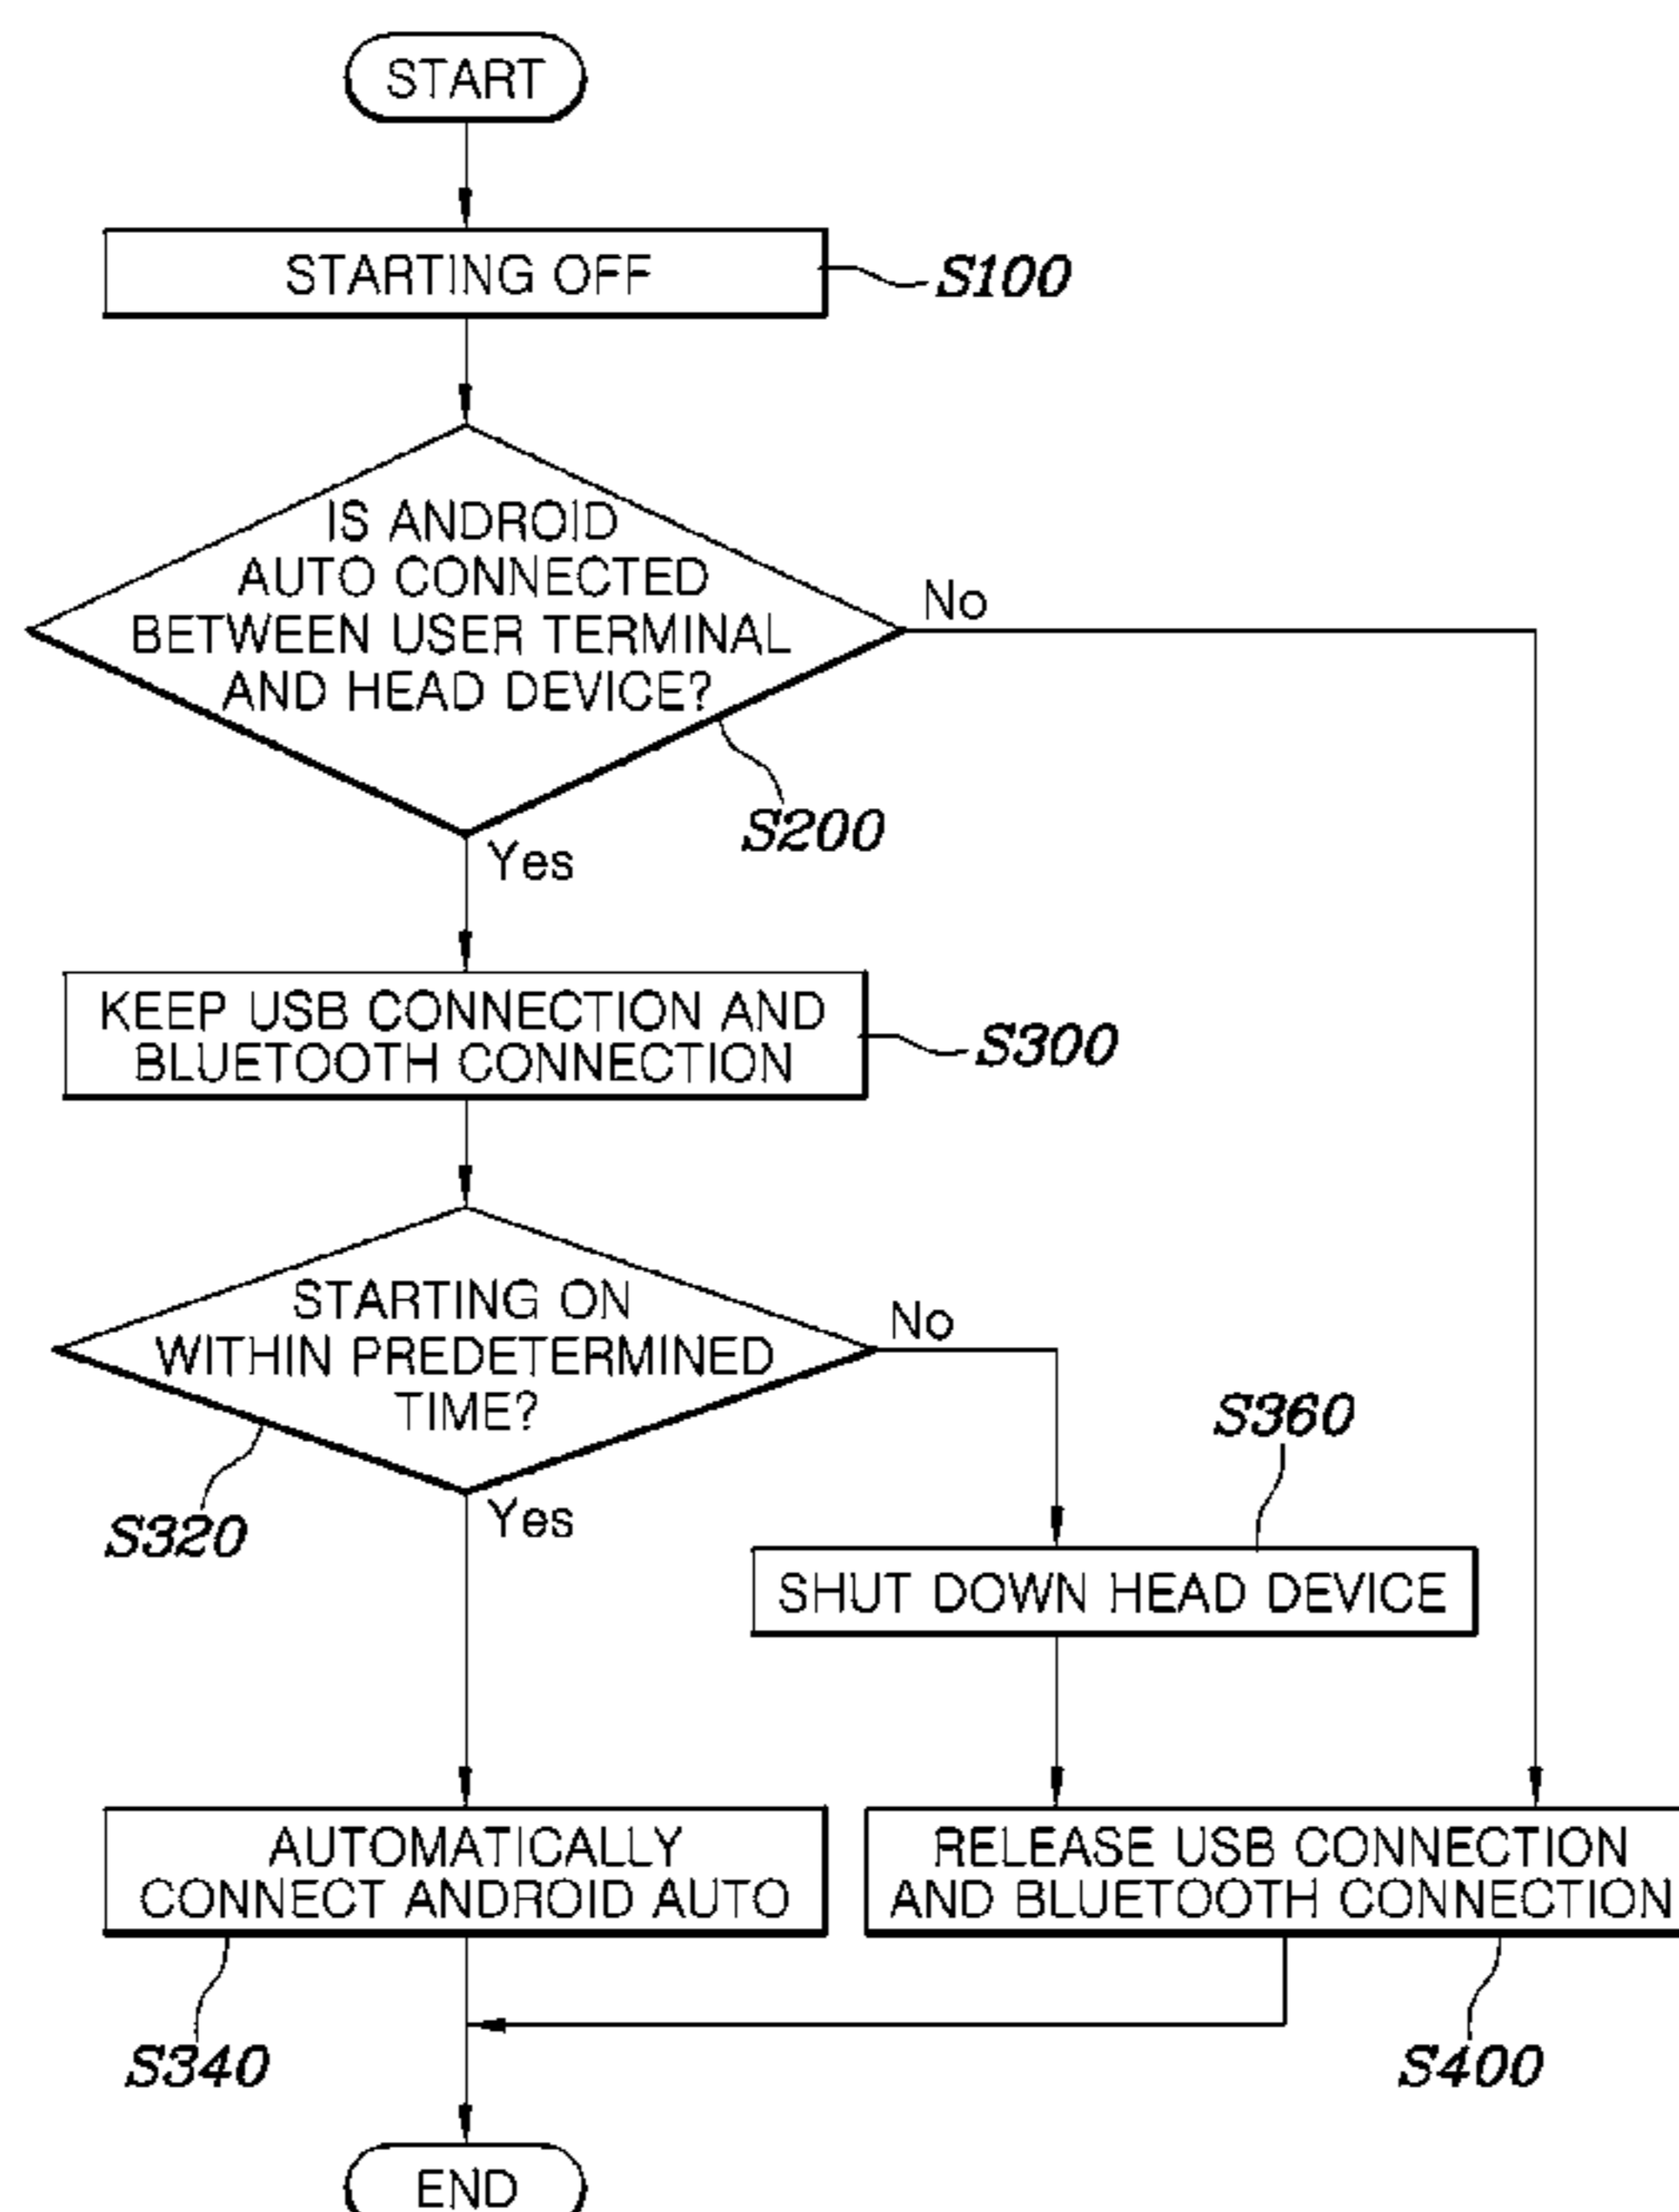 START
STARTING OFF
S100
IS ANDROID
AUTO CONNECTED
BETWEEN USER TERMINAL
AND HEAD DEVICE?
No
S200
Yes
KEEP USB CONNECTION AND
BLUETOOTH CONNECTION
S300
STARTING ON
WITHIN PREDETERMINED
TIME?
No
S320
Yes
S360
SHUT DOWN HEAD DEVICE
AUTOMATICALLY
CONNECT ANDROID AUTO
S340
RELEASE USB CONNECTION
AND BLUETOOTH CONNECTION
S400
END